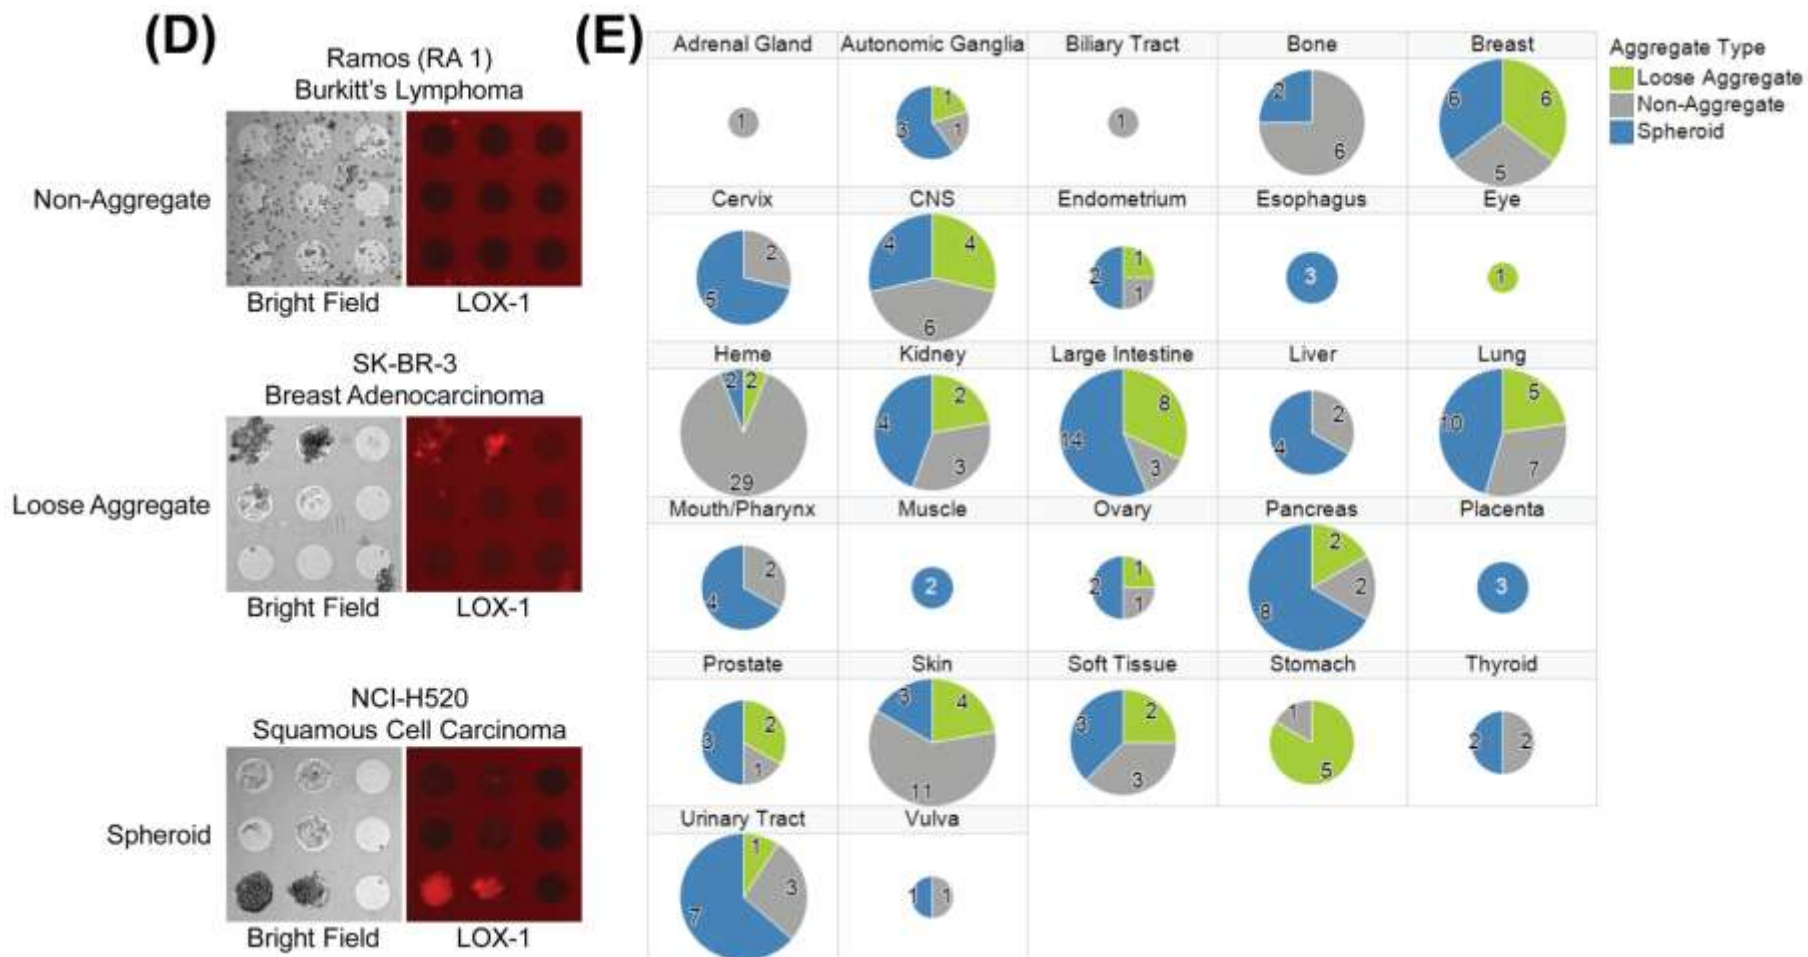 (D)
Ramos (RA 1)
Burkitt's Lymphoma
Non-Aggregate
Bright Field LOX-1
SK-BR-3
Breast Adenocarcinoma
Loose Aggregate
Bright Field LOX-1
NCI-H520
Squamous Cell Carcinoma
Spheroid
Bright Field LOX-1
(E)
Adrenal Gland Autonomic Ganglia Biliary Tract Bone Breast
1 3 1 1 1 2 6 6 6 5
Cervix CNS Endometrium Esophagus Eye
5 2 4 4 6 2 1 1 3 1
Heme Kidney Large Intestine Liver Lung
2 2 29 4 2 3 14 8 3 4 2 10 5 7
Mouth/Pharynx Muscle Ovary Pancreas Placenta
4 2 2 2 1 1 8 2 2 3
Prostate Skin Soft Tissue Stomach Thyroid
3 2 1 3 4 11 3 2 3 1 5 2 2
Urinary Tract Vulva
7 1 3 1 1
Aggregate Type
Loose Aggregate
Non-Aggregate
Spheroid